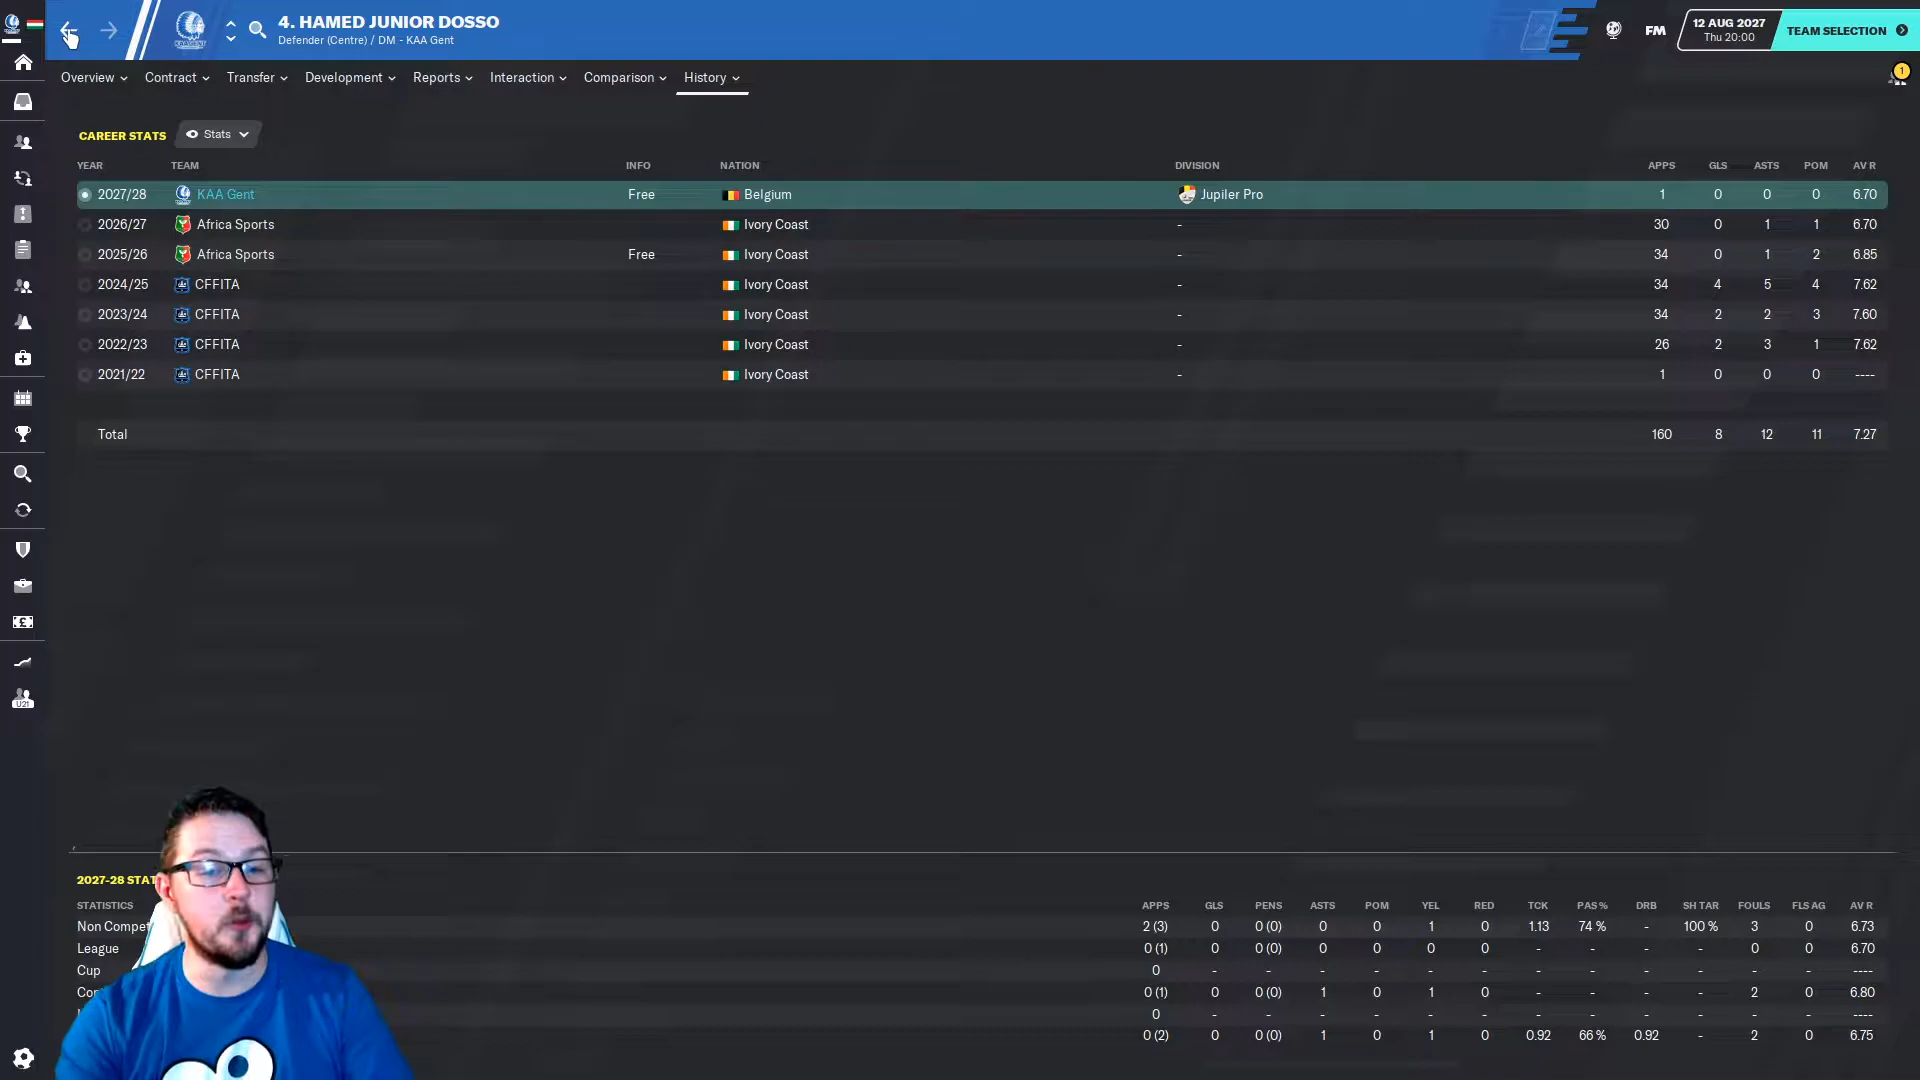 4. HAMED JUNIOR DOSSO
Defender (Centre) / DM - KAA Gent
FM
12 AUG 2027
Thu 20:00
TEAM SELECTION
Overview Contract Transfer Development Reports Interaction Comparison History
1
CAREER STATS Stats
YEAR TEAM INFO NATION DIVISION APPS GLS ASTS POM AV R
2027/28 KAA Gent Free Belgium Jupiler Pro 1 0 0 0 6.70
2026/27 Africa Sports Ivory Coast - 30 0 1 1 6.70
2025/26 Africa Sports Free Ivory Coast - 34 0 1 2 6.85
2024/25 CFFITA Ivory Coast - 34 4 5 4 7.62
2023/24 CFFITA Ivory Coast - 34 2 2 3 7.60
2022/23 CFFITA Ivory Coast - 26 2 3 1 7.62
2021/22 CFFITA Ivory Coast - 1 0 0 0 ----
Total 160 8 12 11 7.27
U21
2027-28 STAT
STATISTICS APPS GLS PENS ASTS POM YEL RED TCK PAS % DRB SH TAR FOULS FLS AG AV R
Non Compet 2 (3) 0 0 (0) 0 0 1 0 1.13 74 % - 100 % 3 0 6.73
League 0 (1) 0 0 (0) 0 0 0 0 - - - - 0 0 6.70
Cup 0 - - - - - - - - - - - - ----
Con 0 (1) 0 0 (0) 1 0 1 0 - - - - 2 0 6.80
0 - - - - - - - - - - - - ----
0 (2) 0 0 (0) 1 0 1 0 0.92 66 % 0.92 - 2 0 6.75